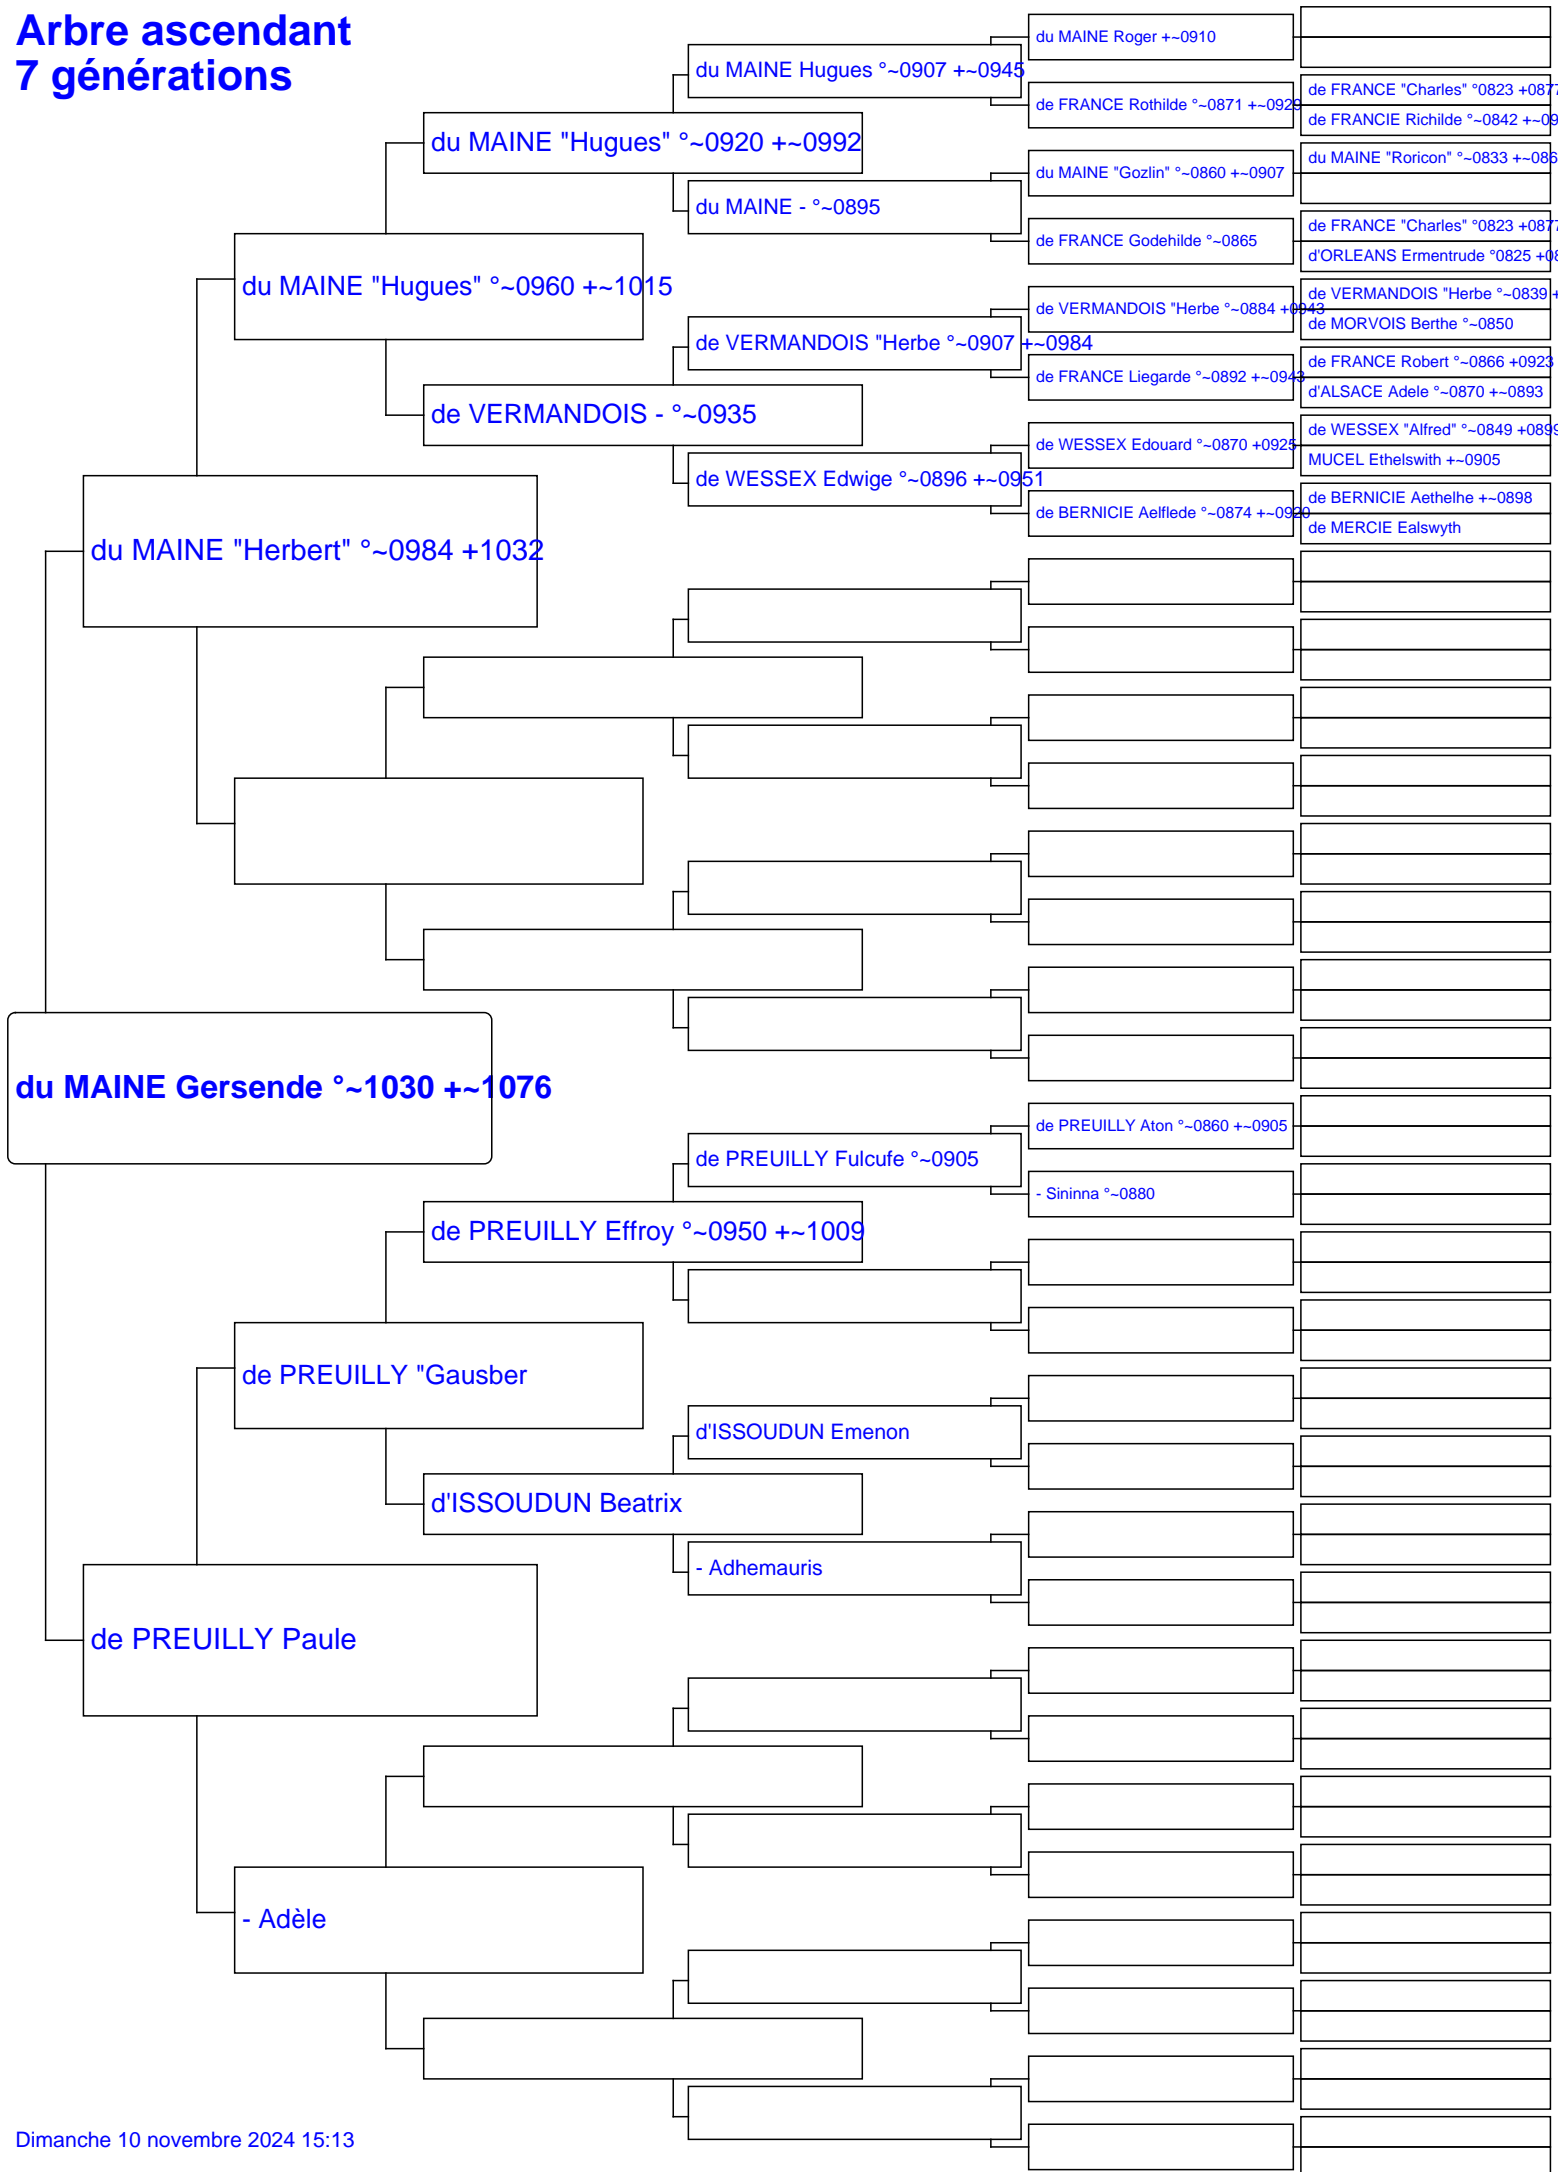 Arbre ascendant
7 générations
du MAINE Roger +~0910
du MAINE Hugues °~0907 +~0945
de FRANCE "Charles" °0823 +0877
de FRANCE Rothilde °~0871 +~0929
de FRANCIE Richilde °~0842 +~09
du MAINE "Hugues" °~0920 +~0992
du MAINE "Roricon" °~0833 +~086
du MAINE "Gozlin" °~0860 +~0907
du MAINE - °~0895
de FRANCE "Charles" °0823 +0877
de FRANCE Godehilde °~0865
d'ORLEANS Ermentrude °0825 +08
du MAINE "Hugues" °~0960 +~1015
de VERMANDOIS "Herbe °~0839 +
de VERMANDOIS "Herbe °~0884 +0943
de MORVOIS Berthe °~0850
de VERMANDOIS "Herbe °~0907 +~0984
de FRANCE Robert °~0866 +0923
de FRANCE Liegarde °~0892 +~0943
d'ALSACE Adele °~0870 +~0893
de VERMANDOIS - °~0935
de WESSEX "Alfred" °~0849 +0899
de WESSEX Edouard °~0870 +0925
MUCEL Ethelswith +~0905
de WESSEX Edwige °~0896 +~0951
de BERNICIE Aethelhe +~0898
de BERNICIE Aelflede °~0874 +~0920
de MERCIE Ealswyth
du MAINE "Herbert" °~0984 +1032
du MAINE Gersende °~1030 +~1076
de PREUILLY Aton °~0860 +~0905
de PREUILLY Fulcufe °~0905
- Sininna °~0880
de PREUILLY Effroy °~0950 +~1009
de PREUILLY "Gausber
d'ISSOUDUN Emenon
d'ISSOUDUN Beatrix
- Adhemauris
de PREUILLY Paule
- Adèle
Dimanche 10 novembre 2024 15:13